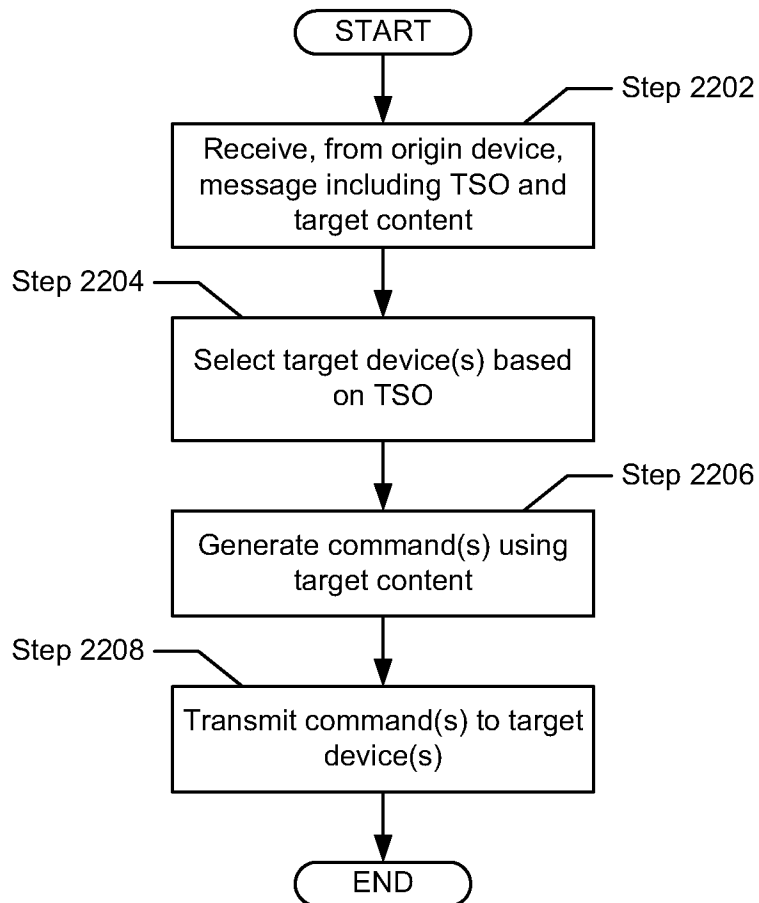 START
Step 2202
Receive, from origin device,
message including TSO and
target content
Step 2204
Select target device(s) based
on TSO
Step 2206
Generate command(s) using
target content
Step 2208
Transmit command(s) to target
device(s)
END